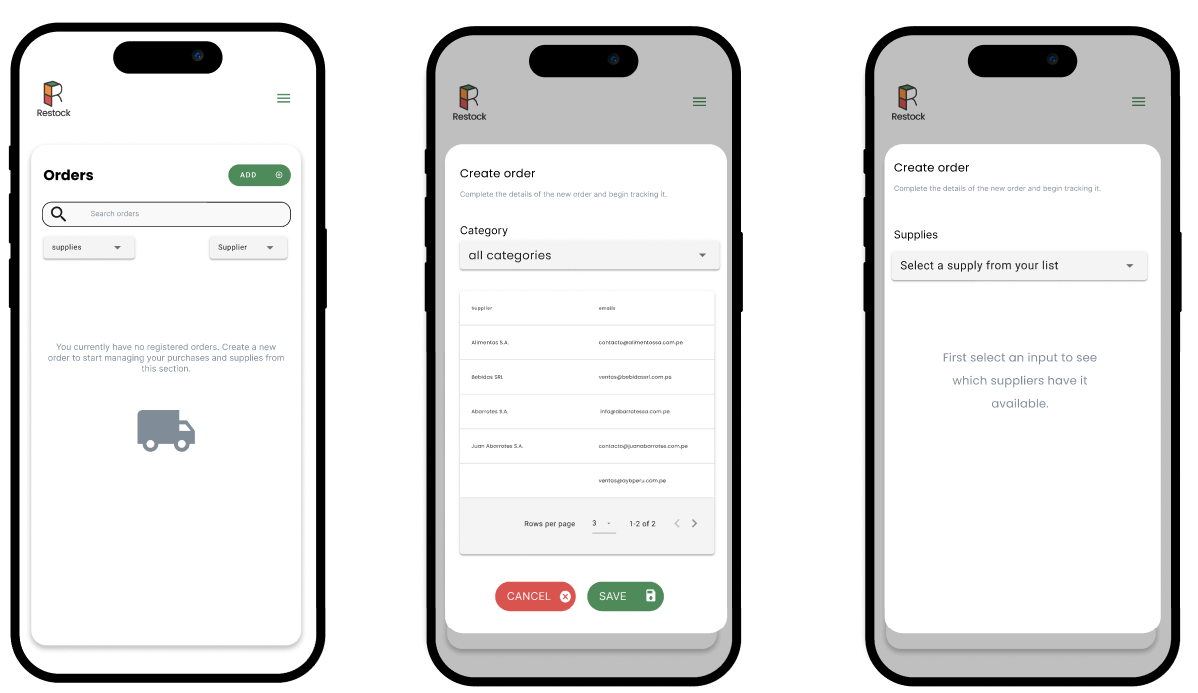 Restock
Orders
ADD
Search orders
supplies
Supplier
You currently have no registered orders. Create a new
order to start managing your purchases and supplies from
this section.
Restock
Create order
Complete the details of the new order and begin tracking it.
Category
all categories
Supplier emails
Alimentos S.A. contacto@alimentossa.com.pe
Bebidas SRL ventas@bebidassrl.com.pe
Abarrotes S.A. info@abarrotessa.com.pe
Juan Abarrotes S.A. contacto@juanabarrotes.com.pe
ventas@aybperu.com.pe
Rows per page 3 1-2 of 2
CANCEL
SAVE
Restock
Create order
Complete the details of the new order and begin tracking it.
Supplies
Select a supply from your list
First select an input to see
which suppliers have it
available.